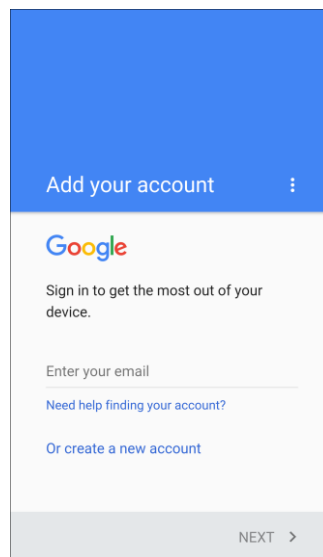 Add your account
Google
Sign in to get the most out of your
device.
Enter your email
Need help finding your account?
Or create a new account
NEXT